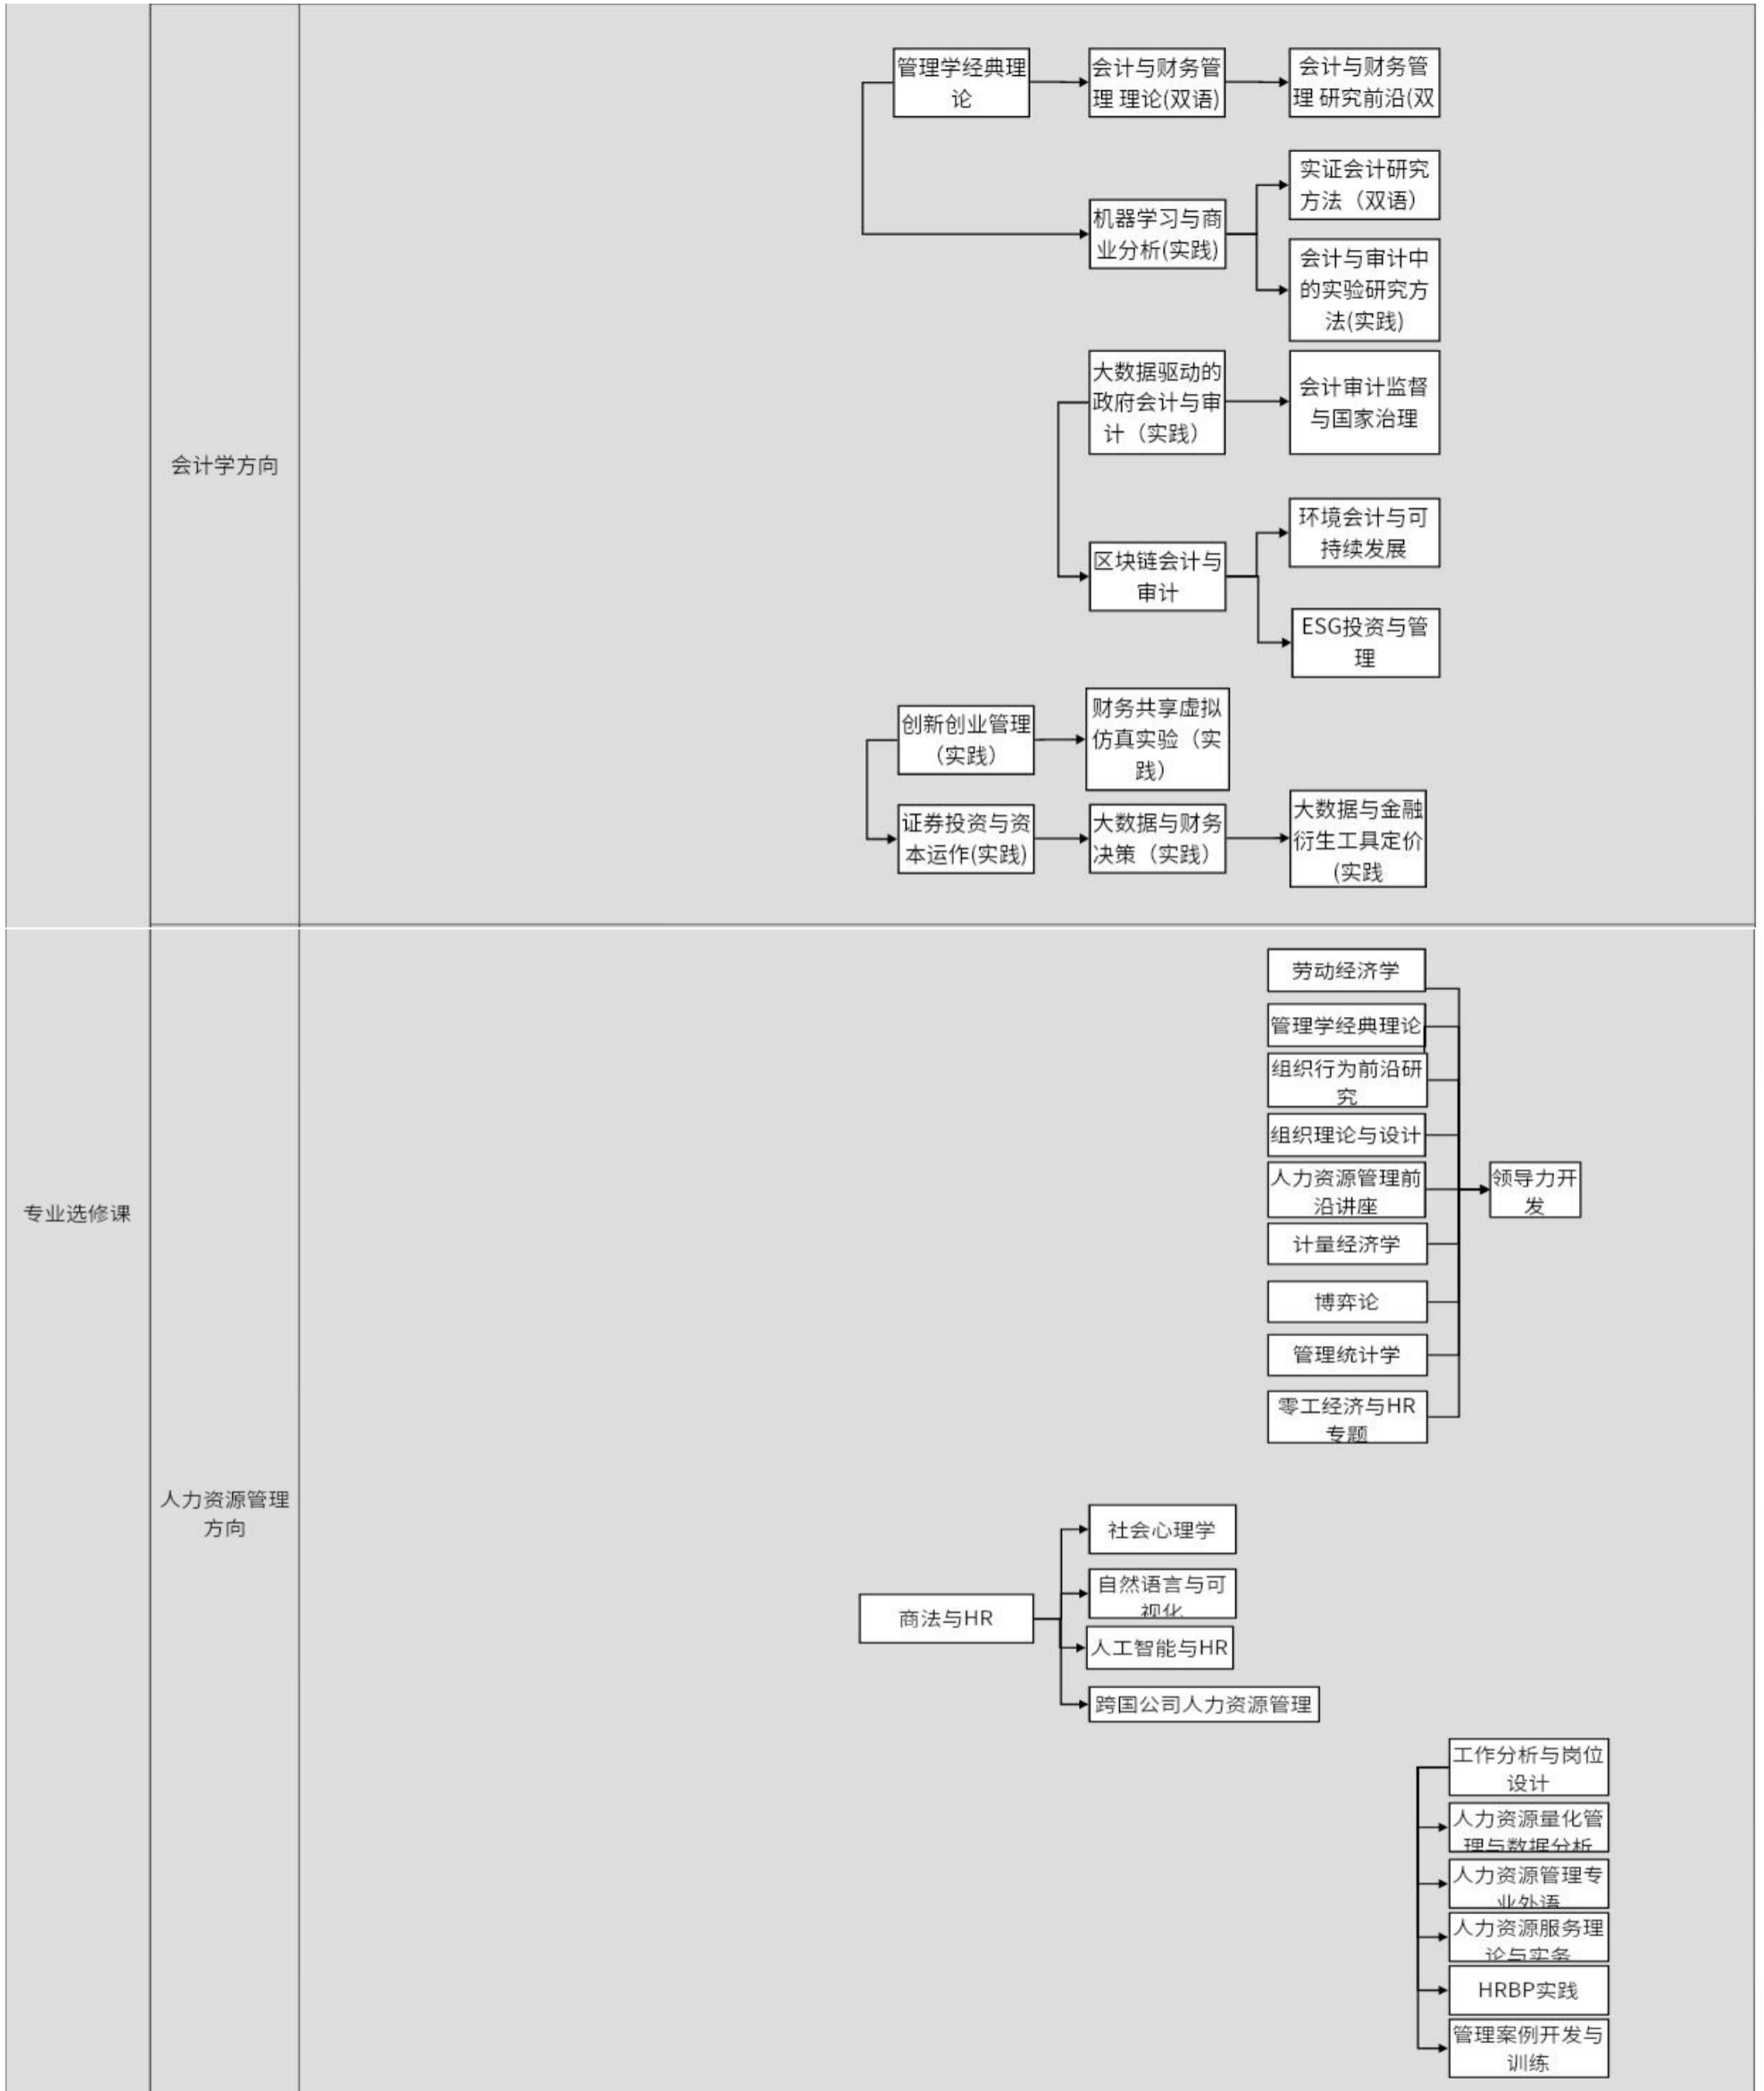 管理学经典理
论
会计与财务管
理 理论(双语)
会计与财务管
理 研究前沿(双
实证会计研究
方法（双语）
机器学习与商
业分析(实践)
会计与审计中
的实验研究方
法(实践)
大数据驱动的
政府会计与审
计（实践）
会计审计监督
与国家治理
会计学方向
环境会计与可
持续发展
区块链会计与
审计
ESG投资与管
理
创新创业管理
（实践）
财务共享虚拟
仿真实验（实
践）
证券投资与资
本运作(实践)
大数据与财务
决策（实践）
大数据与金融
衍生工具定价
(实践
专业选修课
人力资源管理
方向
劳动经济学
管理学经典理论
组织行为前沿研
究
组织理论与设计
人力资源管理前
沿讲座
计量经济学
博弈论
管理统计学
零工经济与HR
专题
领导力开
发
商法与HR
社会心理学
自然语言与可
视化
人工智能与HR
跨国公司人力资源管理
工作分析与岗位
设计
人力资源量化管
理与数据分析
人力资源管理专
业外语
人力资源服务理
论与实务
HRBP实践
管理案例开发与
训练